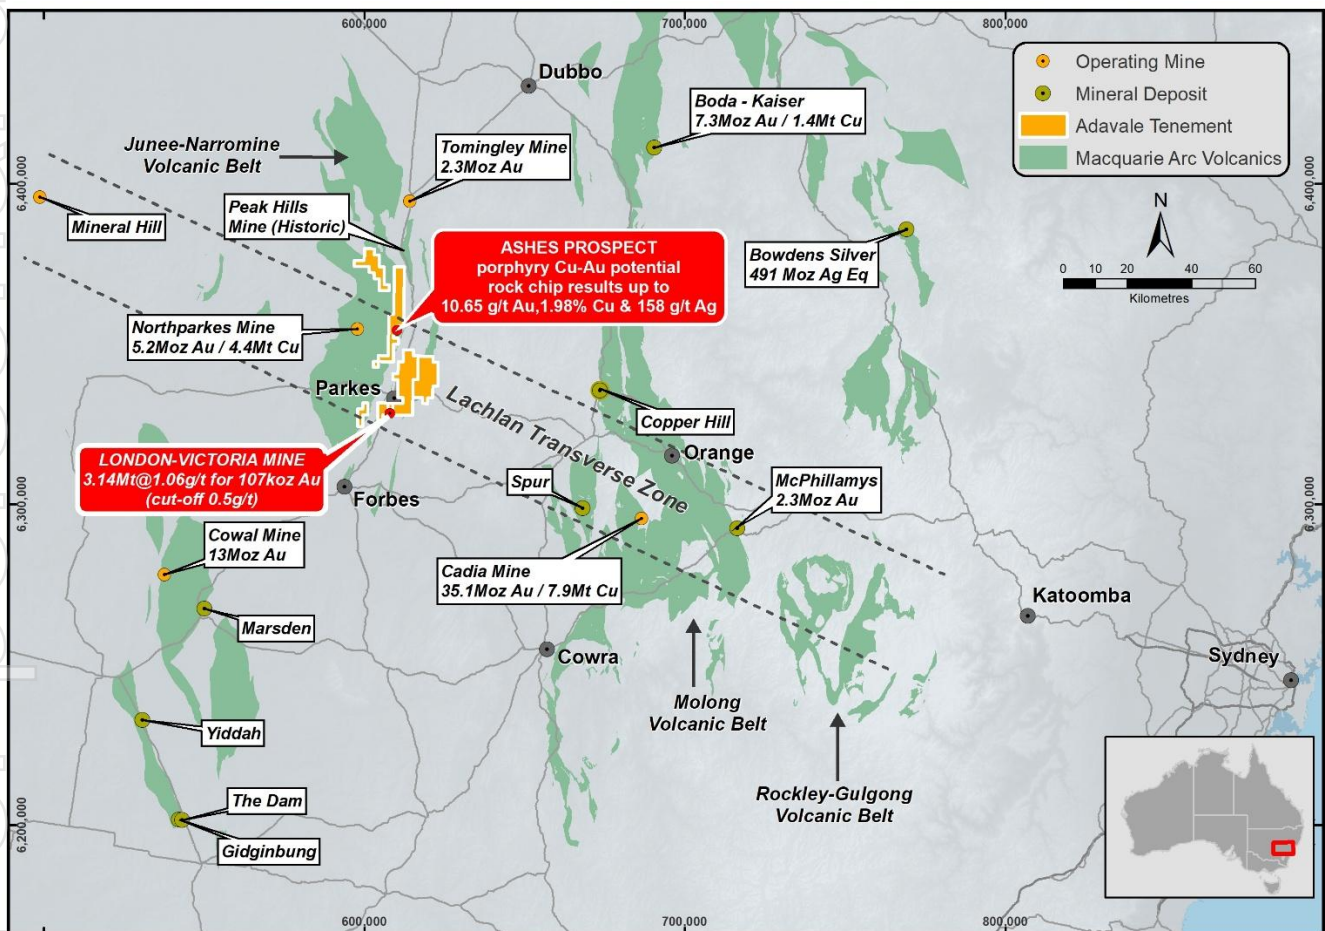 600,000
700,000
800,000
Operating Mine
Mineral Deposit
Adavale Tenement
Macquarie Arc Volcanics
N
0 10 20 40 60
Kilometres
Dubbo
Boda - Kaiser
7.3Moz Au / 1.4Mt Cu
Junee-Narromine
Volcanic Belt
Tomingley Mine
2.3Moz Au
6,400,000
6,400,000
Mineral Hill
Peak Hills
Mine (Historic)
ASHES PROSPECT
porphyry Cu-Au potential
rock chip results up to
10.65 g/t Au,1.98% Cu & 158 g/t Ag
Bowdens Silver
491 Moz Ag Eq
Northparkes Mine
5.2Moz Au / 4.4Mt Cu
Parkes
Lachlan Transverse Zone
Copper Hill
Orange
LONDON-VICTORIA MINE
3.14Mt@1.06g/t for 107koz Au
(cut-off 0.5g/t)
Forbes
Spur
McPhillamys
2.3Moz Au
6,300,000
6,300,000
Cowal Mine
13Moz Au
Cadia Mine
35.1Moz Au / 7.9Mt Cu
Marsden
Katoomba
Cowra
Sydney
Molong
Volcanic Belt
Yiddah
Rockley-Gulgong
Volcanic Belt
The Dam
Gidginbung
6,200,000
6,200,000
600,000
700,000
800,000